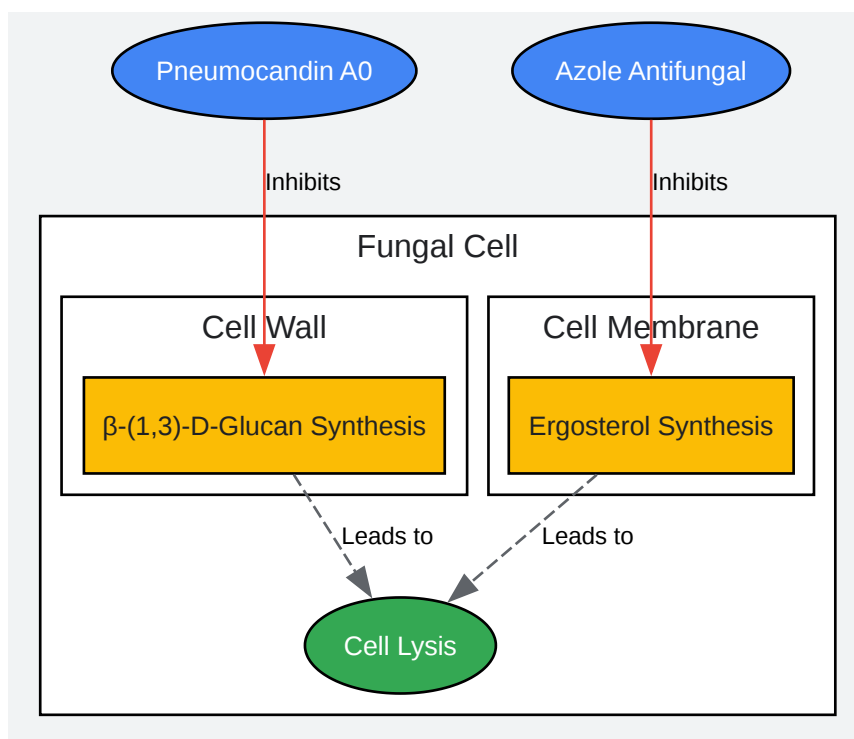 Pneumocandin A0
Azole Antifungal
Inhibits
Inhibits
Fungal Cell
Cell Wall
Cell Membrane
β-(1,3)-D-Glucan Synthesis
Ergosterol Synthesis
Leads to
Leads to
Cell Lysis